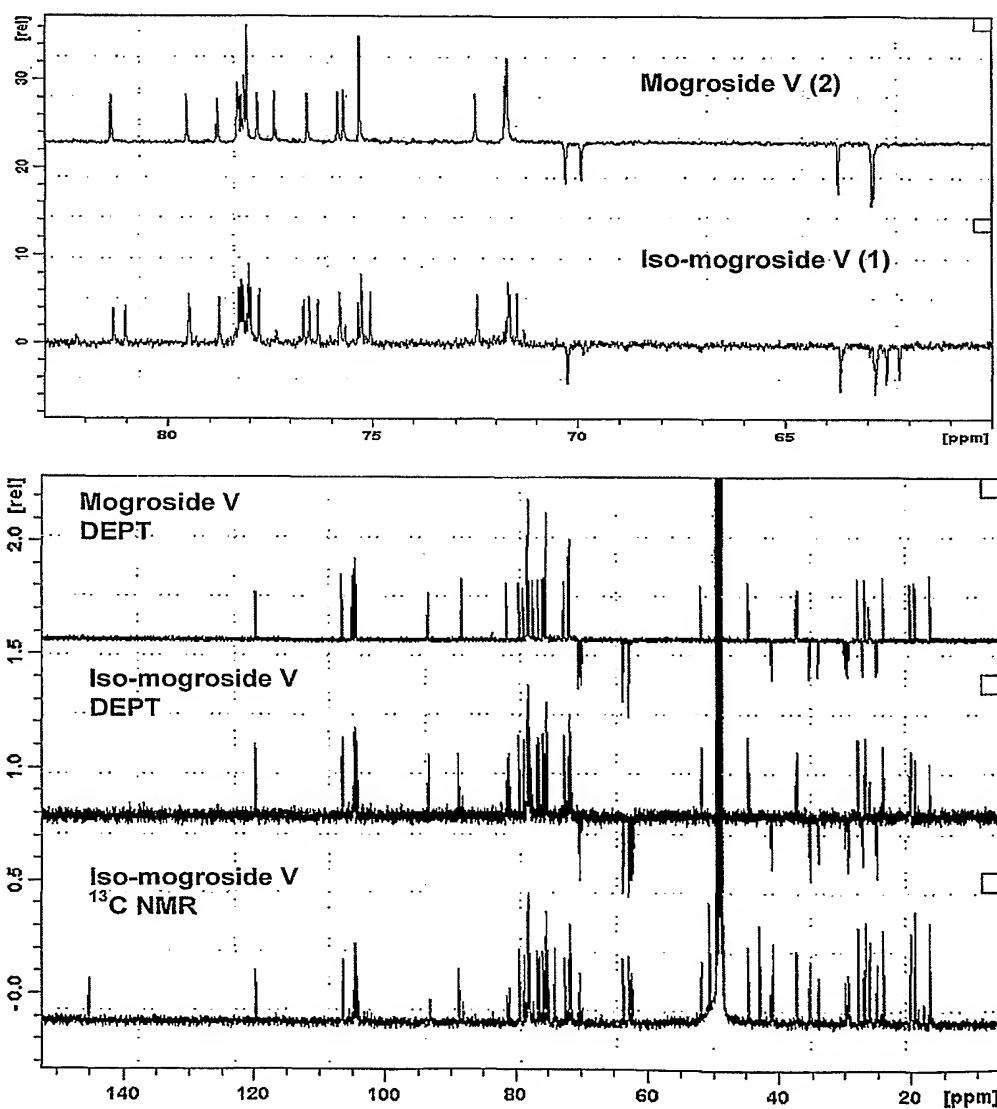 [rel]
30
20
10
0
Mogroside V (2)
Iso-mogroside V (1)
80
75
70
65
[ppm]
[rel]
2.0
1.5
1.0
0.5
-0.0
Mogroside V
DEPT
Iso-mogroside V
DEPT
Iso-mogroside V
¹³C NMR
140
120
100
80
60
40
20
[ppm]